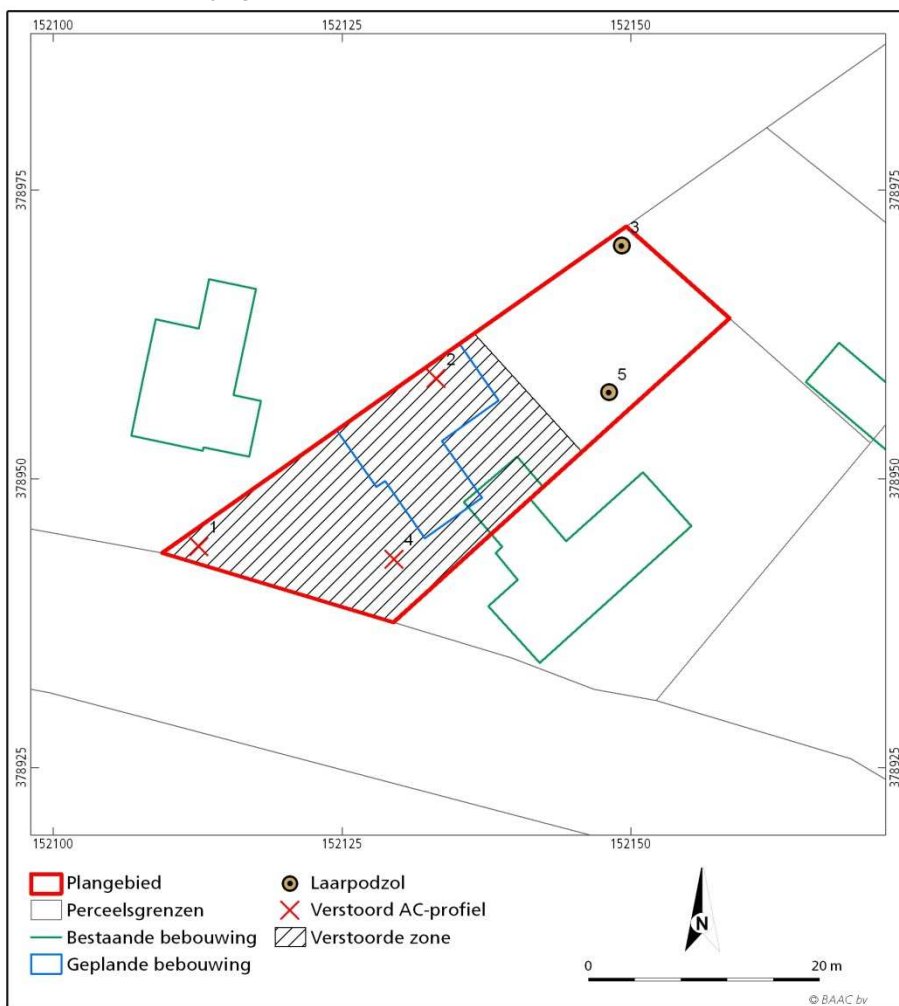 152100 152125 152150
378975 378975
3
2
5
378950 378950
1
4
378925 378925
152100 152125 152150
Plangebied
Perceelsgrenzen
Bestaande bebouwing
Geplande bebouwing
Laarpodzol
Verstoord AC-profiel
Verstoorde zone
N
0 20 m
© BAAC bv